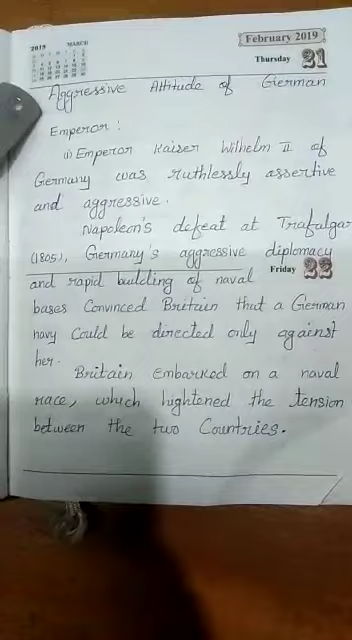 2019 MARCH
February 2019
Thursday 21
Aggressive Attitude of German
Emperor :
(i) Emperor Kaiser Wilhelm II of
Germany was ruthlessly assertive
and aggressive.
Napoleon's defeat at Trafalgar
(1805), Germany's aggressive diplomacy
Friday 22
and rapid building of naval
bases Convinced Britain that a German
navy Could be directed only against
her.
Britain embarked on a naval
race, which hightened the tension
between the two Countries.